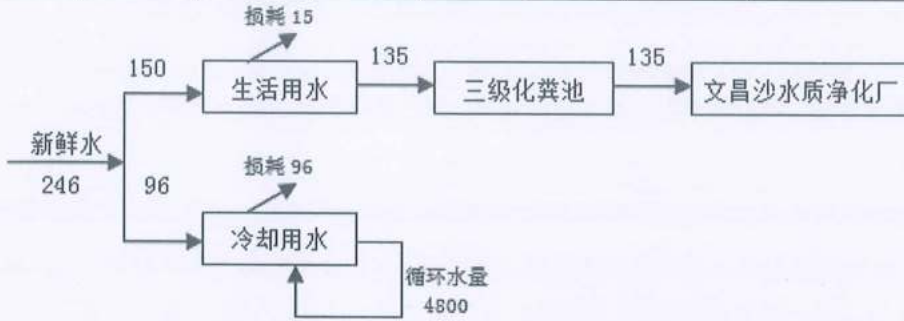 损耗 15
150
生活用水
135
三级化粪池
135
文昌沙水质净化厂
新鲜水
246
96
损耗 96
冷却用水
循环水量
4800